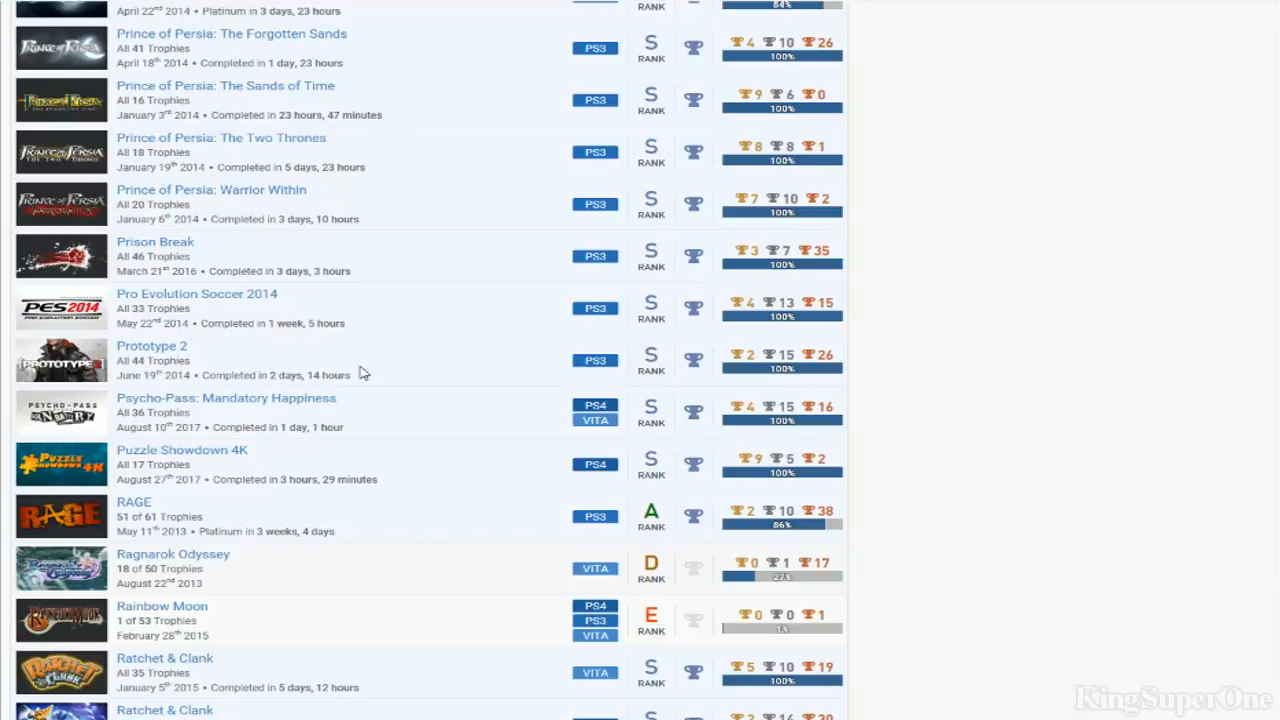 April 22nd 2014 • Platinum in 3 days, 23 hours
RANK
84%
Prince of Persia: The Forgotten Sands
All 41 Trophies
April 18th 2014 • Completed in 1 day, 23 hours
PS3
S
RANK
4 10 26
100%
Prince of Persia: The Sands of Time
All 16 Trophies
January 3rd 2014 • Completed in 23 hours, 47 minutes
PS3
S
RANK
9 6 0
100%
Prince of Persia: The Two Thrones
All 18 Trophies
January 19th 2014 • Completed in 5 days, 23 hours
PS3
S
RANK
8 8 1
100%
Prince of Persia: Warrior Within
All 20 Trophies
January 6th 2014 • Completed in 3 days, 10 hours
PS3
S
RANK
7 10 2
100%
Prison Break
All 46 Trophies
March 21st 2016 • Completed in 3 days, 3 hours
PS3
S
RANK
3 7 35
100%
PES2014
Pro Evolution Soccer 2014
All 33 Trophies
May 22nd 2014 • Completed in 1 week, 5 hours
PS3
S
RANK
4 13 15
100%
PROTOTYPE 2
Prototype 2
All 44 Trophies
June 19th 2014 • Completed in 2 days, 14 hours
PS3
S
RANK
2 15 26
100%
PSYCHO-PASS
Psycho-Pass: Mandatory Happiness
All 36 Trophies
August 10th 2017 • Completed in 1 day, 1 hour
PS4
VITA
S
RANK
4 15 16
100%
PUZZLE SHOWDOWN 4K
Puzzle Showdown 4K
All 17 Trophies
August 27th 2017 • Completed in 3 hours, 29 minutes
PS4
S
RANK
9 5 2
100%
RAGE
RAGE
51 of 61 Trophies
May 11th 2013 • Platinum in 3 weeks, 4 days
PS3
A
RANK
2 10 38
86%
Ragnarok Odyssey
18 of 50 Trophies
August 22nd 2013
VITA
D
RANK
0 1 17
27%
RAINBOW MOON
Rainbow Moon
1 of 53 Trophies
February 28th 2015
PS4
PS3
VITA
E
RANK
0 0 1
1%
RATCHET & CLANK
Ratchet & Clank
All 35 Trophies
January 5th 2015 • Completed in 5 days, 12 hours
VITA
S
RANK
5 10 19
100%
Ratchet & Clank
KingSuperOne